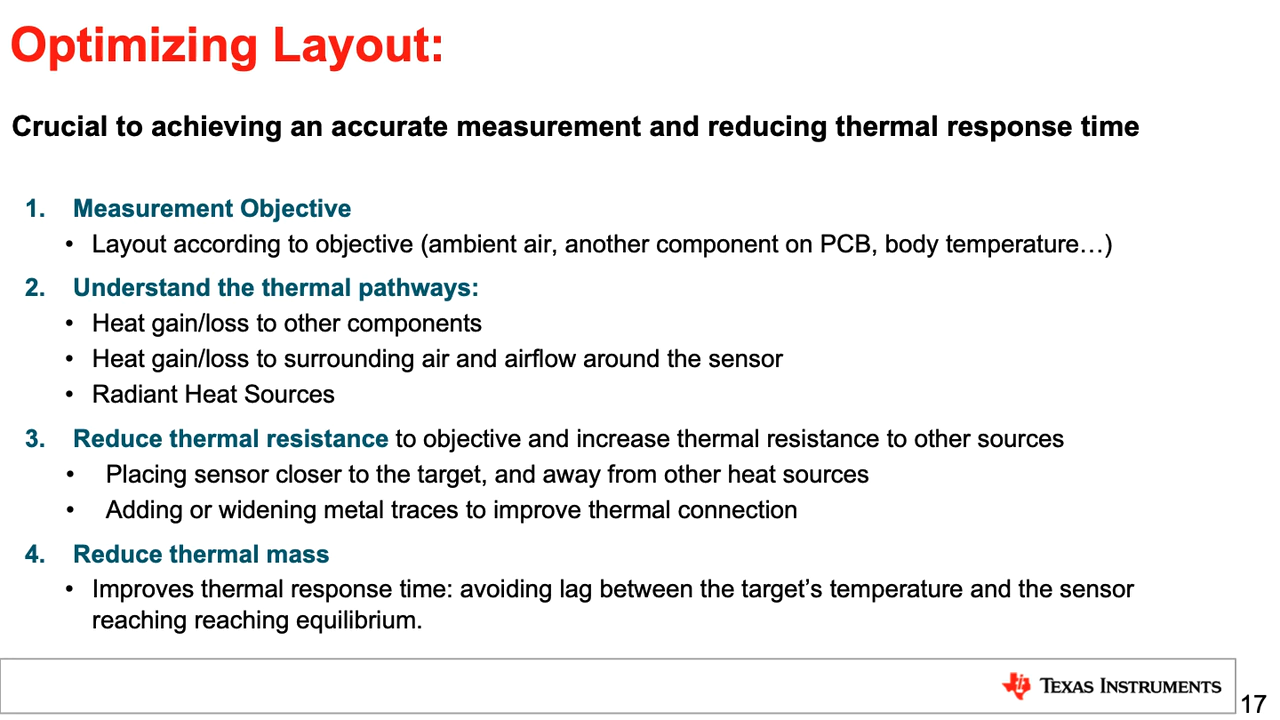 Optimizing Layout:
Crucial to achieving an accurate measurement and reducing thermal response time
1. Measurement Objective
• Layout according to objective (ambient air, another component on PCB, body temperature…)
2. Understand the thermal pathways:
• Heat gain/loss to other components
• Heat gain/loss to surrounding air and airflow around the sensor
• Radiant Heat Sources
3. Reduce thermal resistance to objective and increase thermal resistance to other sources
• Placing sensor closer to the target, and away from other heat sources
• Adding or widening metal traces to improve thermal connection
4. Reduce thermal mass
• Improves thermal response time: avoiding lag between the target’s temperature and the sensor
reaching reaching equilibrium.
TEXAS INSTRUMENTS
17